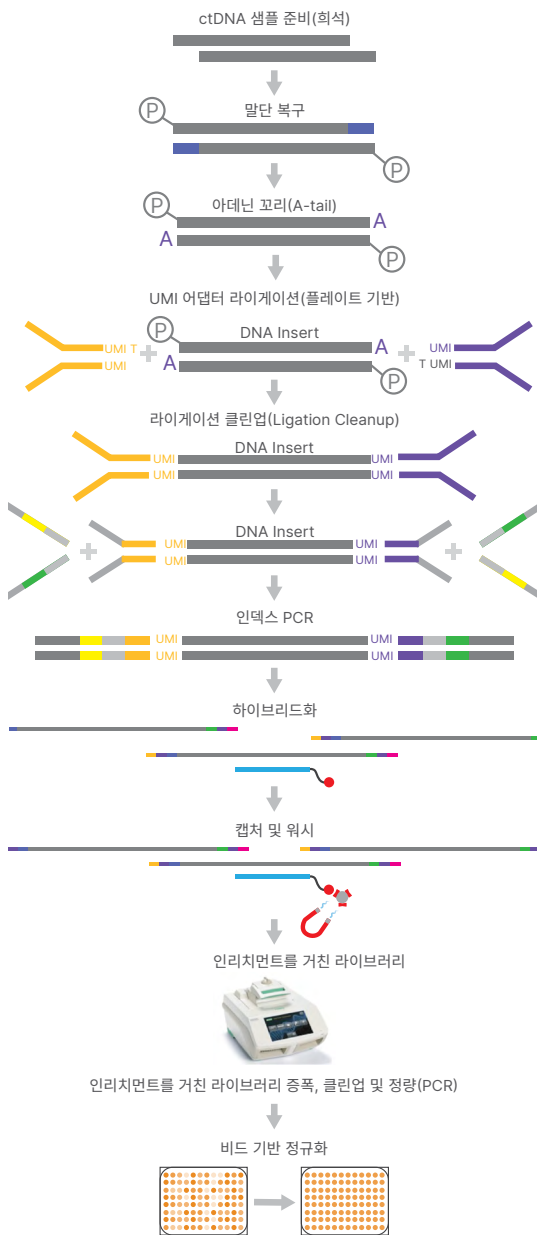 ctDNA 샘플 준비(희석)
P
말단 복구
P
P
아데닌 꼬리(A-tail)
A
A
P
UMI 어댑터 라이게이션(플레이트 기반)
P
DNA Insert
UMI T
A
UMI
UMI
A
T UMI
P
라이게이션 클린업(Ligation Cleanup)
DNA Insert
UMI
UMI
UMI
UMI
DNA Insert
UMI
UMI
UMI
UMI
인덱스 PCR
UMI
UMI
UMI
UMI
하이브리드화
캡처 및 워시
인리치먼트를 거친 라이브러리
인리치먼트를 거친 라이브러리 증폭, 클린업 및 정량(PCR)
비드 기반 정규화